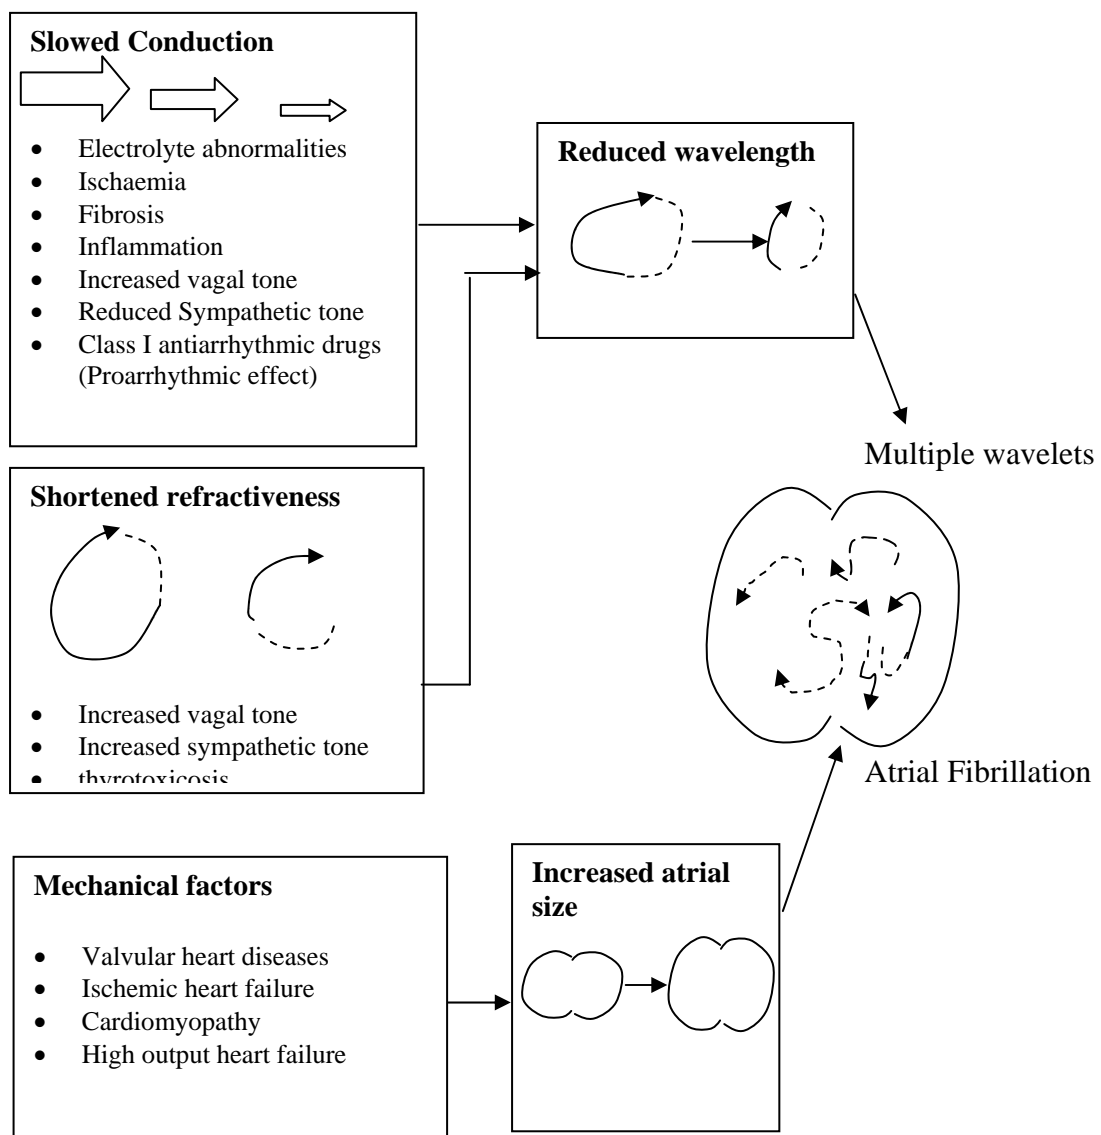 Slowed Conduction
• Electrolyte abnormalities
• Ischaemia
• Fibrosis
• Inflammation
• Increased vagal tone
• Reduced Sympathetic tone
• Class I antiarrhythmic drugs
(Proarrhythmic effect)
Reduced wavelength
Multiple wavelets
Shortened refractiveness
• Increased vagal tone
• Increased sympathetic tone
• thyrotoxicosis
Atrial Fibrillation
Mechanical factors
• Valvular heart diseases
• Ischemic heart failure
• Cardiomyopathy
• High output heart failure
Increased atrial
size